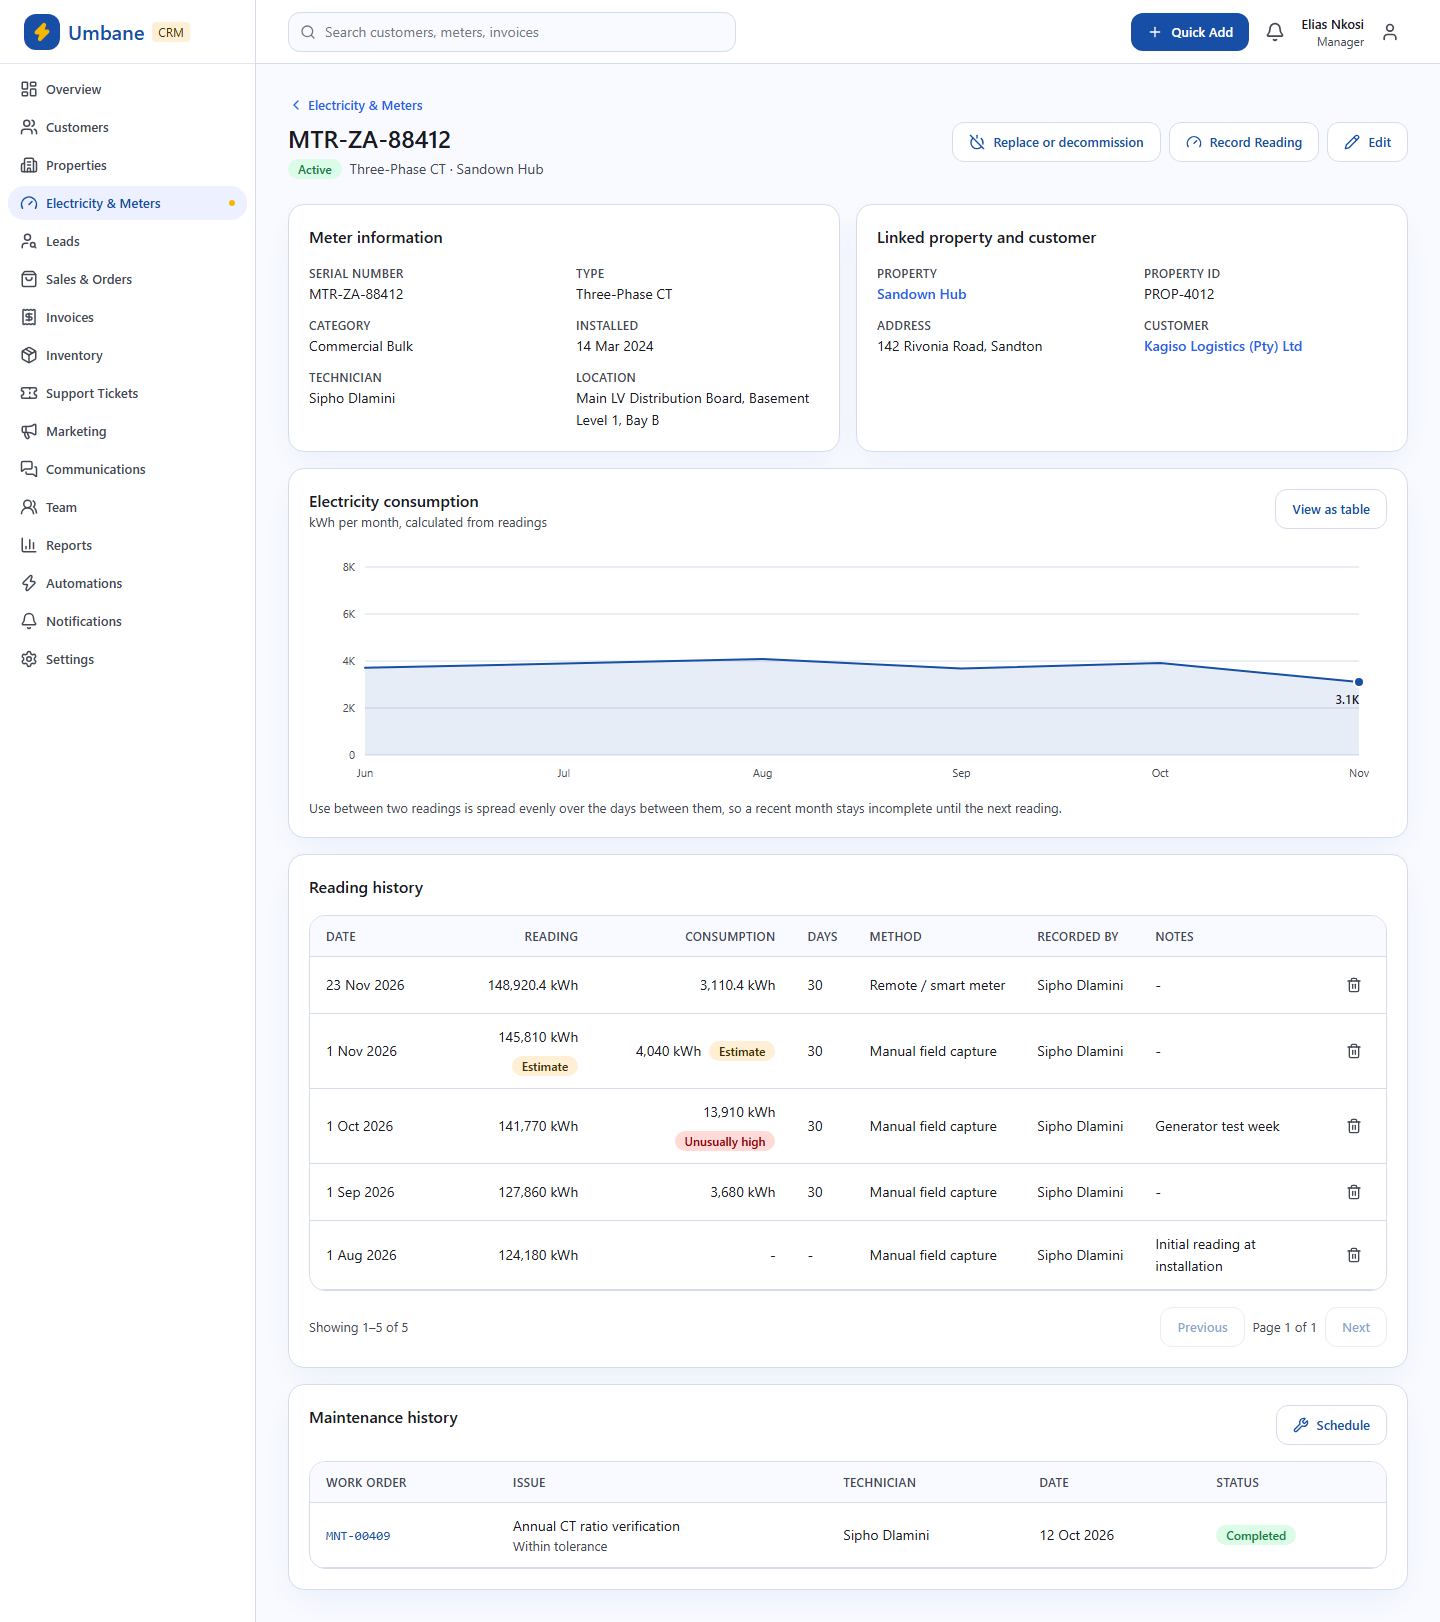 Umbane CRM
Search customers, meters, invoices
Quick Add
Elias Nkosi
Manager
Overview
Customers
Properties
Electricity & Meters
Leads
Sales & Orders
Invoices
Inventory
Support Tickets
Marketing
Communications
Team
Reports
Automations
Notifications
Settings
Electricity & Meters
MTR-ZA-88412
Active Three-Phase CT · Sandown Hub
Replace or decommission
Record Reading
Edit
Meter information
SERIAL NUMBER TYPE
MTR-ZA-88412 Three-Phase CT
CATEGORY INSTALLED
Commercial Bulk 14 Mar 2024
TECHNICIAN LOCATION
Sipho Dlamini Main LV Distribution Board, Basement
Level 1, Bay B
Linked property and customer
PROPERTY PROPERTY ID
Sandown Hub PROP-4012
ADDRESS CUSTOMER
142 Rivonia Road, Sandton Kagiso Logistics (Pty) Ltd
Electricity consumption
kWh per month, calculated from readings
View as table
8K
6K
4K
2K
0
3.1K
Jun Jul Aug Sep Oct Nov
Use between two readings is spread evenly over the days between them, so a recent month stays incomplete until the next reading.
Reading history
DATE READING CONSUMPTION DAYS METHOD RECORDED BY NOTES
23 Nov 2026 148,920.4 kWh 3,110.4 kWh 30 Remote / smart meter Sipho Dlamini -
1 Nov 2026 145,810 kWh Estimate 4,040 kWh Estimate 30 Manual field capture Sipho Dlamini -
1 Oct 2026 141,770 kWh 13,910 kWh Unusually high 30 Manual field capture Sipho Dlamini Generator test week
1 Sep 2026 127,860 kWh 3,680 kWh 30 Manual field capture Sipho Dlamini -
1 Aug 2026 124,180 kWh - - Manual field capture Sipho Dlamini Initial reading at
installation
Showing 1–5 of 5
Previous Page 1 of 1 Next
Maintenance history
Schedule
WORK ORDER ISSUE TECHNICIAN DATE STATUS
MNT-00409 Annual CT ratio verification Sipho Dlamini 12 Oct 2026 Completed
Within tolerance